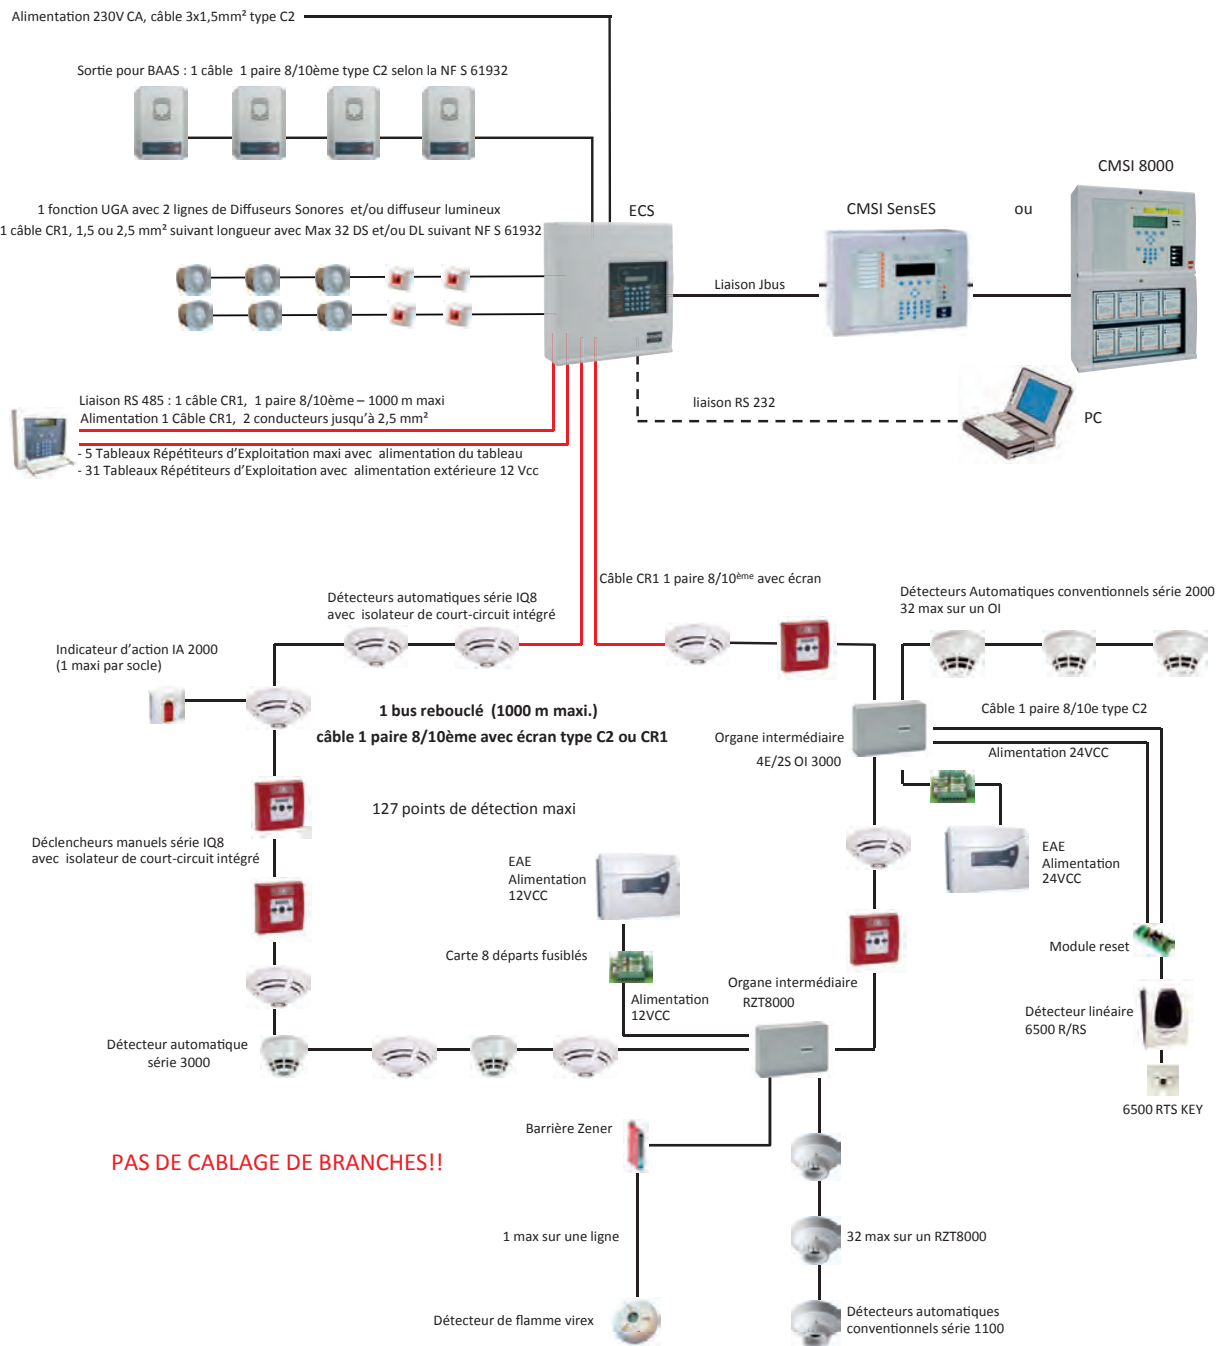 Alimentation 230V CA, câble 3x1,5mm² type C2
Sortie pour BAAS : 1 câble 1 paire 8/10ème type C2 selon la NF S 61932
CMSI 8000
1 fonction UGA avec 2 lignes de Diffuseurs Sonores et/ou diffuseur lumineux
1 câble CR1, 1,5 ou 2,5 mm² suivant longueur avec Max 32 DS et/ou DL suivant NF S 61932
ECS
CMSI SensES
ou
Liaison Jbus
Liaison RS 485 : 1 câble CR1, 1 paire 8/10ème – 1000 m maxi
Alimentation 1 Câble CR1, 2 conducteurs jusqu'à 2,5 mm²
- 5 Tableaux Répétiteurs d'Exploitation maxi avec alimentation du tableau
- 31 Tableaux Répétiteurs d'Exploitation avec alimentation extérieure 12 Vcc
liaison RS 232
PC
Câble CR1 1 paire 8/10ème avec écran
Détecteurs automatiques série IQ8
avec isolateur de court-circuit intégré
Détecteurs Automatiques conventionnels série 2000
32 max sur un OI
Indicateur d'action IA 2000
(1 maxi par socle)
1 bus rebouclé (1000 m maxi.)
câble 1 paire 8/10ème avec écran type C2 ou CR1
Organe intermédiaire
4E/2S OI 3000
Câble 1 paire 8/10e type C2
Alimentation 24VCC
127 points de détection maxi
Déclencheurs manuels série IQ8
avec isolateur de court-circuit intégré
EAE
Alimentation
12VCC
EAE
Alimentation
24VCC
Carte 8 départs fusiblés
Module reset
Alimentation
12VCC
Organe intermédiaire
RZT8000
Détecteur linéaire
6500 R/RS
Détecteur automatique
série 3000
6500 RTS KEY
Barrière Zener
PAS DE CABLAGE DE BRANCHES!!
1 max sur une ligne
32 max sur un RZT8000
Détecteur de flamme virex
Détecteurs automatiques
conventionnels série 1100